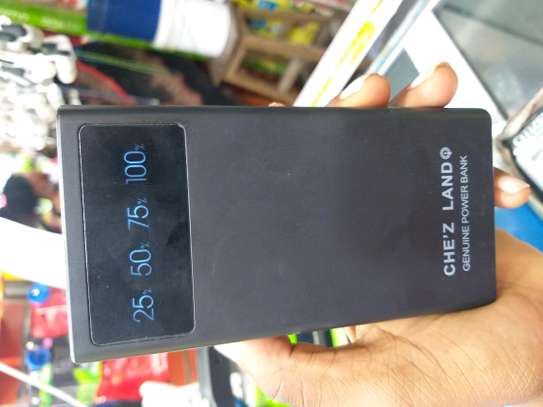 25% 50% 75% 100%
CHE'Z LAND
GENUINE POWER BANK